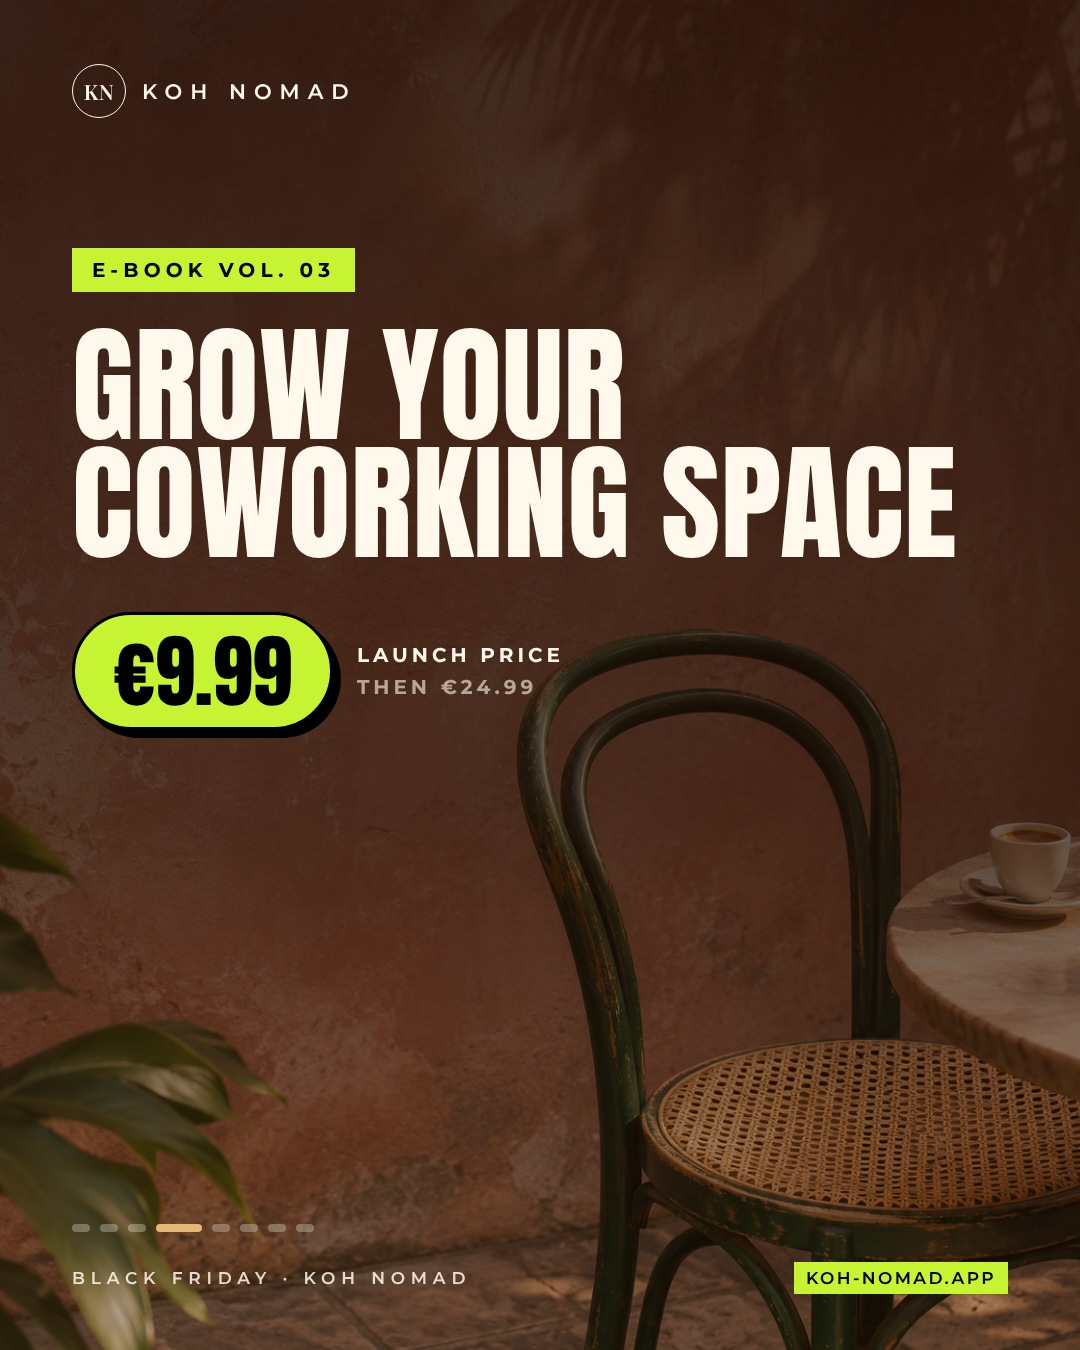 KN KOH NOMAD
E-BOOK VOL. 03
GROW YOUR
COWORKING SPACE
€9.99
LAUNCH PRICE
THEN €24.99
BLACK FRIDAY · KOH NOMAD
KOH-NOMAD.APP